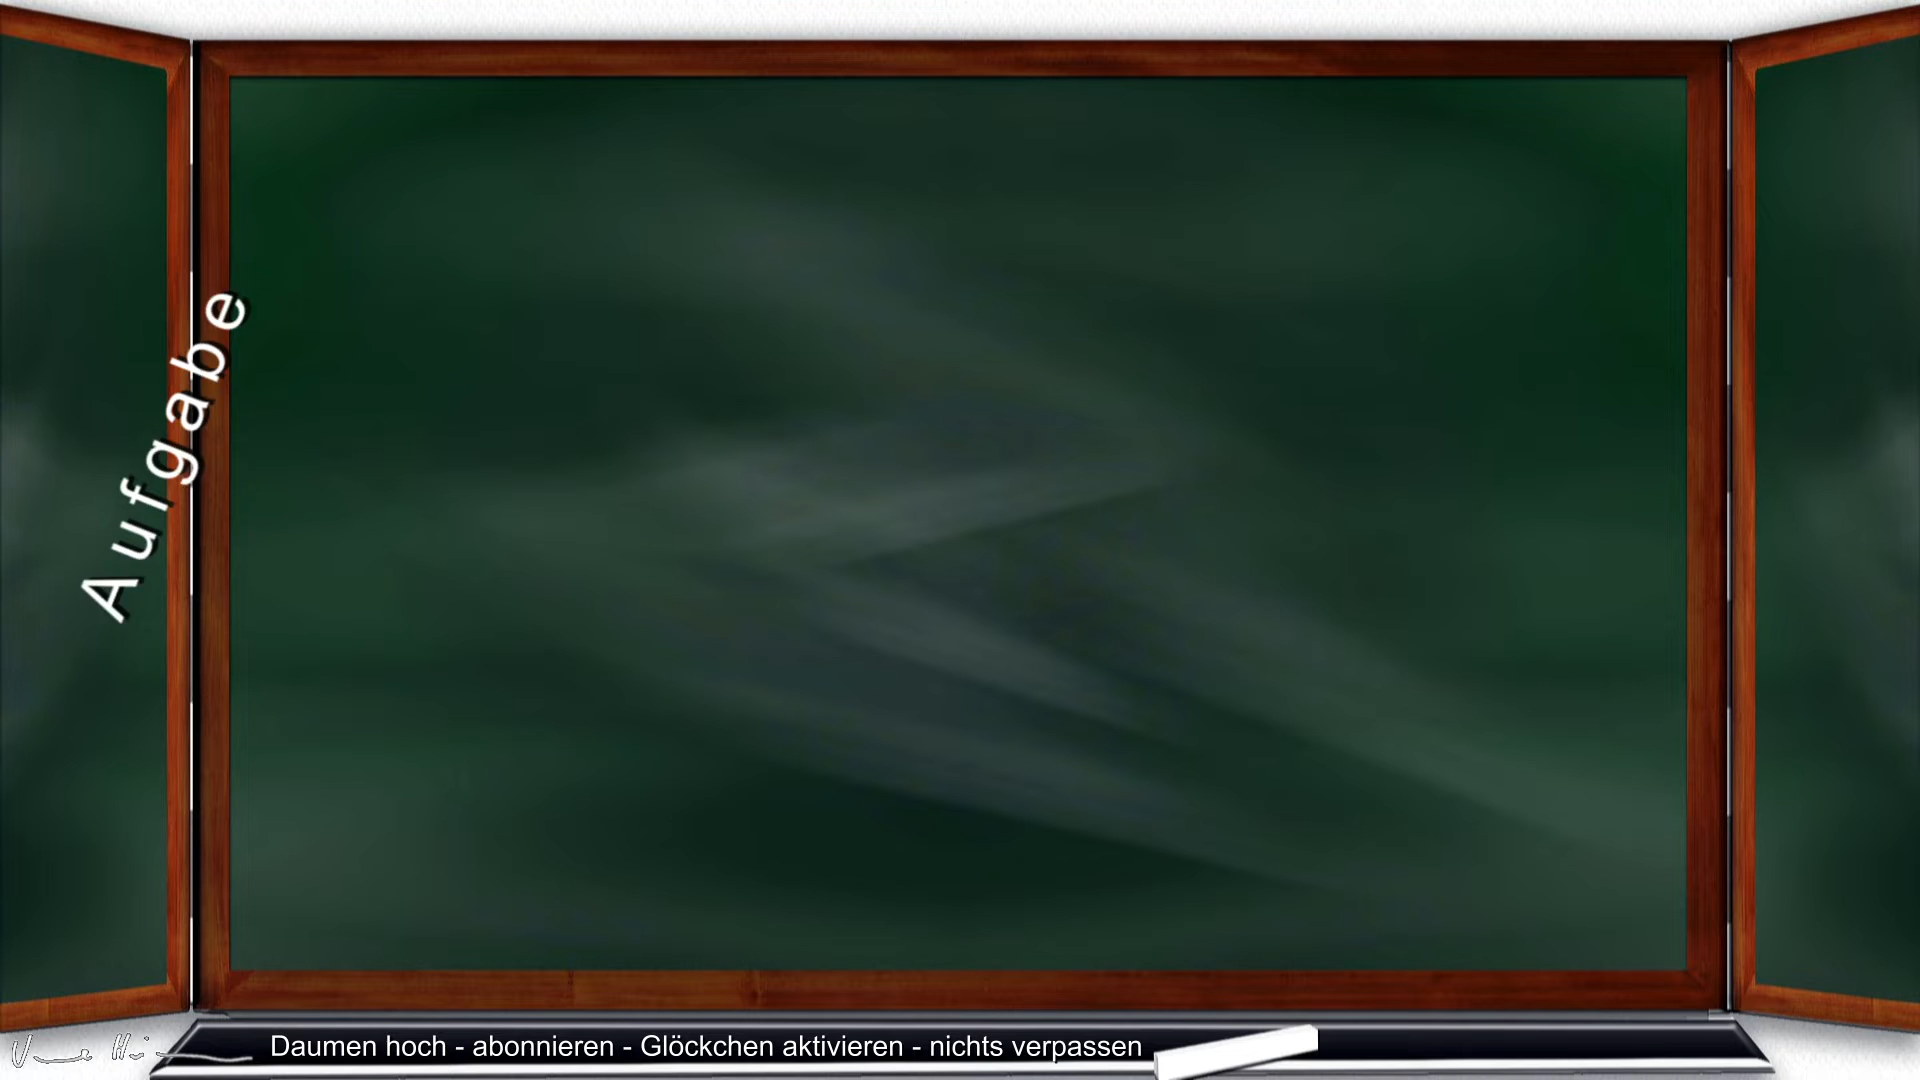 Aufgabe
Daumen hoch - abonnieren - Glöckchen aktivieren - nichts verpassen